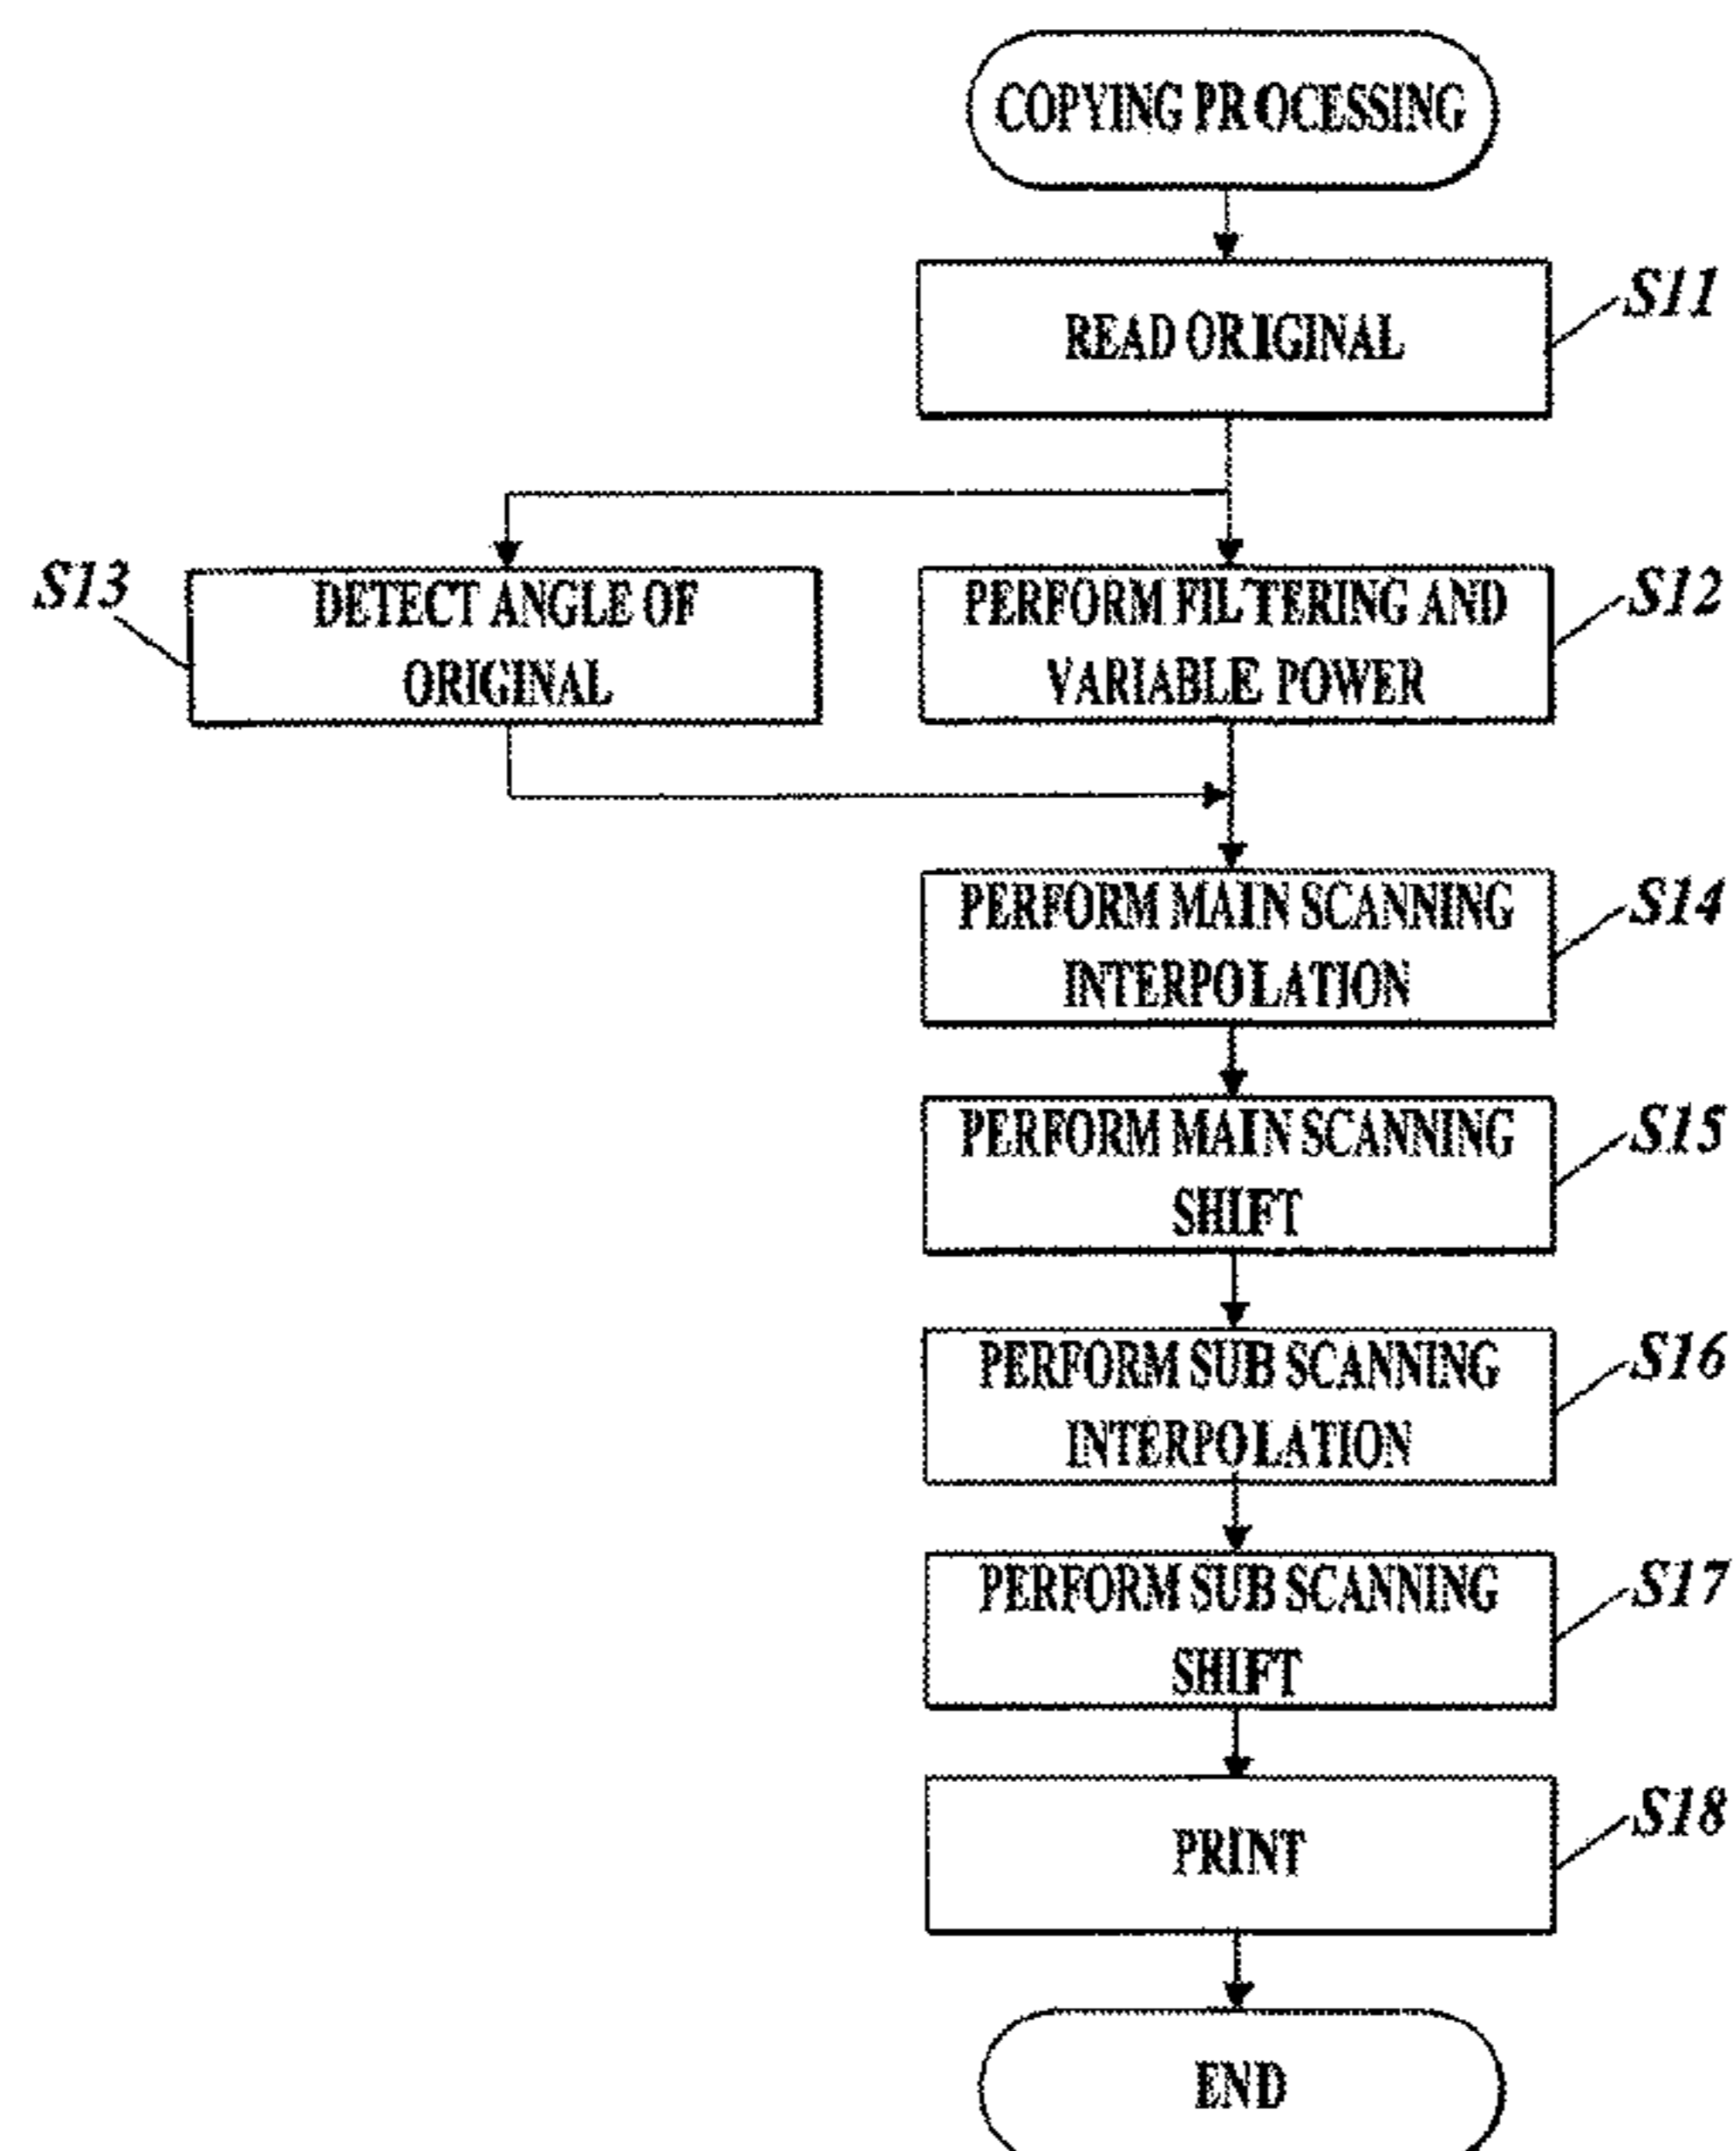 COPYING PROCESSING
READ ORIGINAL
S11
S13
DETECT ANGLE OF
ORIGINAL
PERFORM FILTERING AND
VARIABLE POWER
S12
PERFORM MAIN SCANNING
INTERPOLATION
S14
PERFORM MAIN SCANNING
SHIFT
S15
PERFORM SUB SCANNING
INTERPOLATION
S16
PERFORM SUB SCANNING
SHIFT
S17
PRINT
S18
END